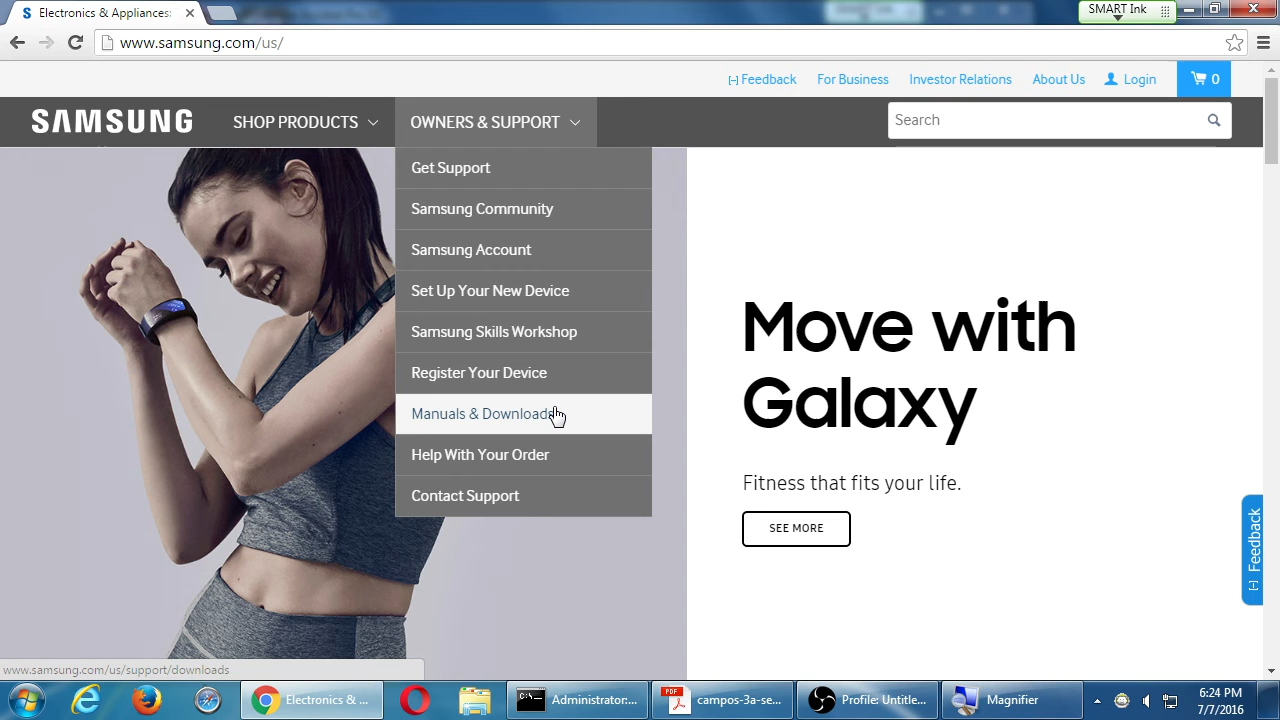 Electronics & Appliances:
SMART Ink
www.samsung.com/us/
[-] Feedback
For Business
Investor Relations
About Us
Login
0
SAMSUNG
SHOP PRODUCTS
OWNERS & SUPPORT
Search
Get Support
Samsung Community
Samsung Account
Set Up Your New Device
Samsung Skills Workshop
Register Your Device
Manuals & Downloads
Help With Your Order
Contact Support
Move with
Galaxy
Fitness that fits your life.
SEE MORE
[-] Feedback
www.samsung.com/us/support/downloads
Electronics & ...
Administrator:...
PDF
campos-3a-se...
Profile: Untitle...
Magnifier
6:24 PM
7/7/2016